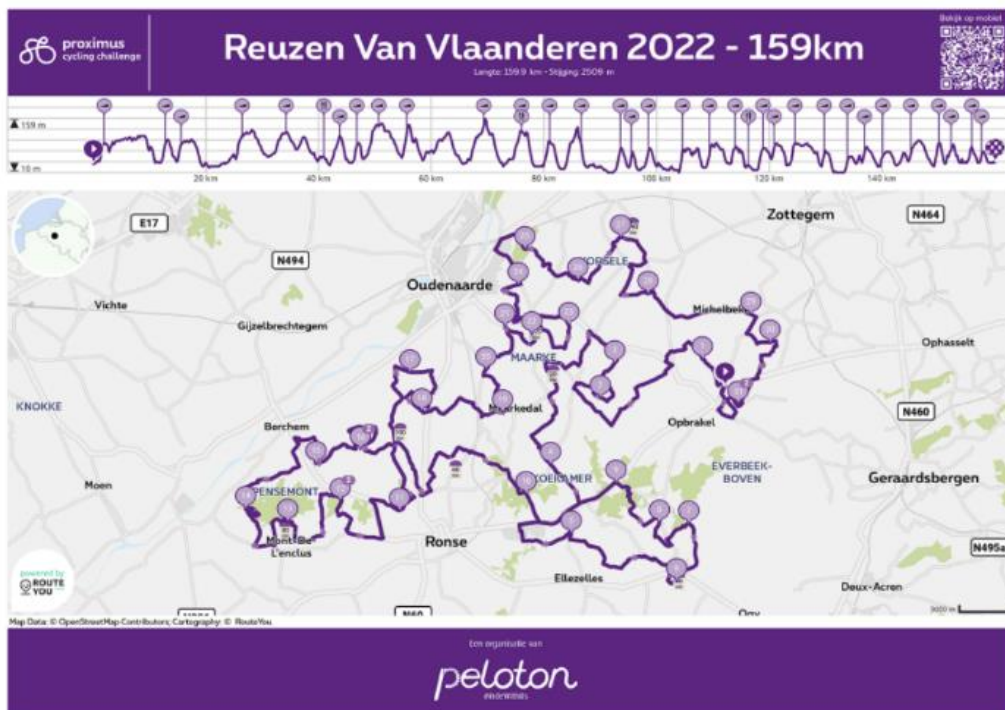 proximus
cycling challenge
Reuzen Van Vlaanderen 2022 - 159km
Lengte: 159.9 km - Stijging: 2509 m
Bekijk op mobiel
159 m
10 m
20 km
40 km
60 km
80 km
100 km
120 km
140 km
E17
Zottegem
N464
N494
Oudenaarde
Vichte
Gijzelbrechtegem
Ophasselt
MAARKE
KNOKKE
N460
Opbrakel
Berchem
EVERBEEK-
BOVEN
Geraardsbergen
Moen
Mont-De-
L'enclus
Ronse
N495a
Ellezelles
Deux-Acren
powered by
ROUTE
YOU
N60
Map Data: © OpenStreetMap Contributors; Cartography: © RouteYou
Een organisatie van
peloton